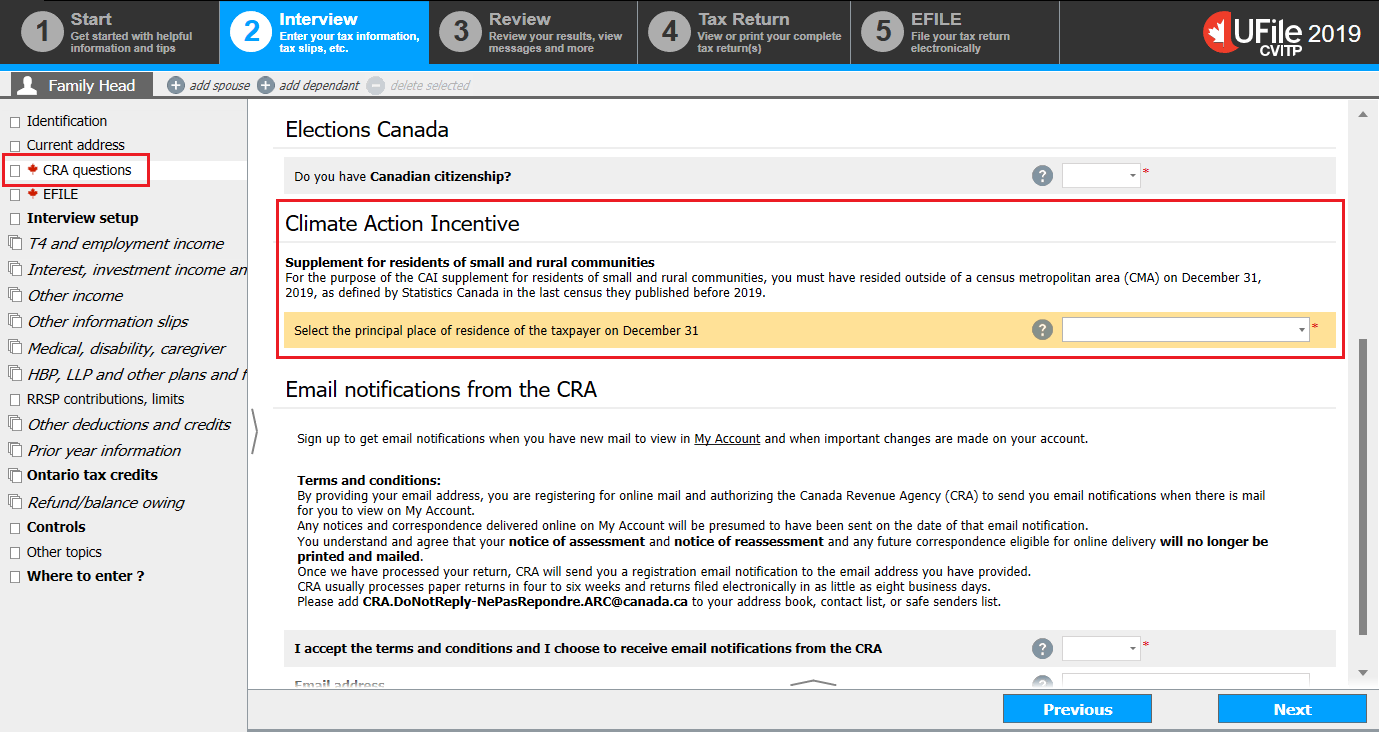 1
Start
Get started with helpful
information and tips
2
Interview
Enter your tax information,
tax slips, etc.
3
Review
Review your results, view
messages and more
4
Tax Return
View or print your complete
tax return(s)
5
EFILE
File your tax return
electronically
UFile 2019
CVITP
Family Head
+ add spouse + add dependant − delete selected
Identification
Current address
CRA questions
EFILE
Interview setup
T4 and employment income
Interest, investment income an
Other income
Other information slips
Medical, disability, caregiver
HBP, LLP and other plans and f
RRSP contributions, limits
Other deductions and credits
Prior year information
Ontario tax credits
Refund/balance owing
Controls
Other topics
Where to enter ?
Elections Canada
Do you have Canadian citizenship? ? *
Climate Action Incentive
Supplement for residents of small and rural communities
For the purpose of the CAI supplement for residents of small and rural communities, you must have resided outside of a census metropolitan area (CMA) on December 31,
2019, as defined by Statistics Canada in the last census they published before 2019.
Select the principal place of residence of the taxpayer on December 31 ? *
Email notifications from the CRA
Sign up to get email notifications when you have new mail to view in My Account and when important changes are made on your account.
Terms and conditions:
By providing your email address, you are registering for online mail and authorizing the Canada Revenue Agency (CRA) to send you email notifications when there is mail
for you to view on My Account.
Any notices and correspondence delivered online on My Account will be presumed to have been sent on the date of that email notification.
You understand and agree that your notice of assessment and notice of reassessment and any future correspondence eligible for online delivery will no longer be
printed and mailed.
Once we have processed your return, CRA will send you a registration email notification to the email address you have provided.
CRA usually processes paper returns in four to six weeks and returns filed electronically in as little as eight business days.
Please add CRA.DoNotReply-NePasRepondre.ARC@canada.ca to your address book, contact list, or safe senders list.
I accept the terms and conditions and I choose to receive email notifications from the CRA ? *
Email address ?
Previous
Next